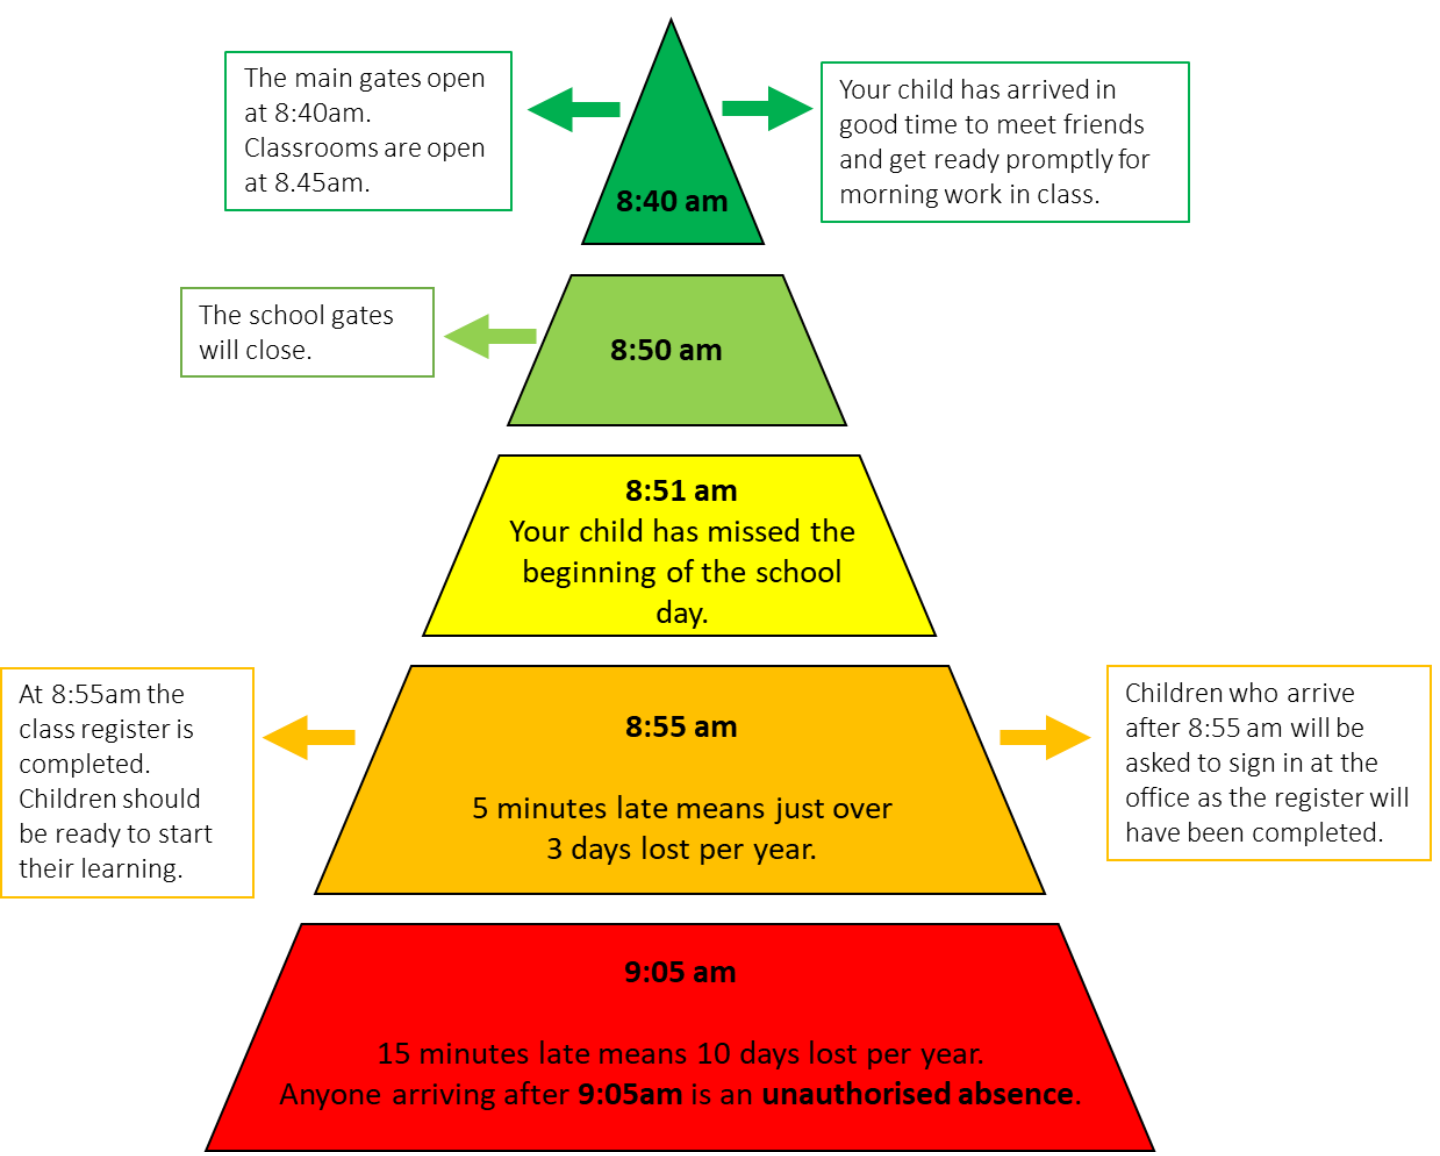 The main gates open
at 8:40am.
Classrooms are open
at 8.45am.
8:40 am
Your child has arrived in
good time to meet friends
and get ready promptly for
morning work in class.
The school gates
will close.
8:50 am
8:51 am
Your child has missed the
beginning of the school
day.
At 8:55am the
class register is
completed.
Children should
be ready to start
their learning.
8:55 am
5 minutes late means just over
3 days lost per year.
Children who arrive
after 8:55 am will be
asked to sign in at the
office as the register will
have been completed.
9:05 am
15 minutes late means 10 days lost per year.
Anyone arriving after 9:05am is an unauthorised absence.